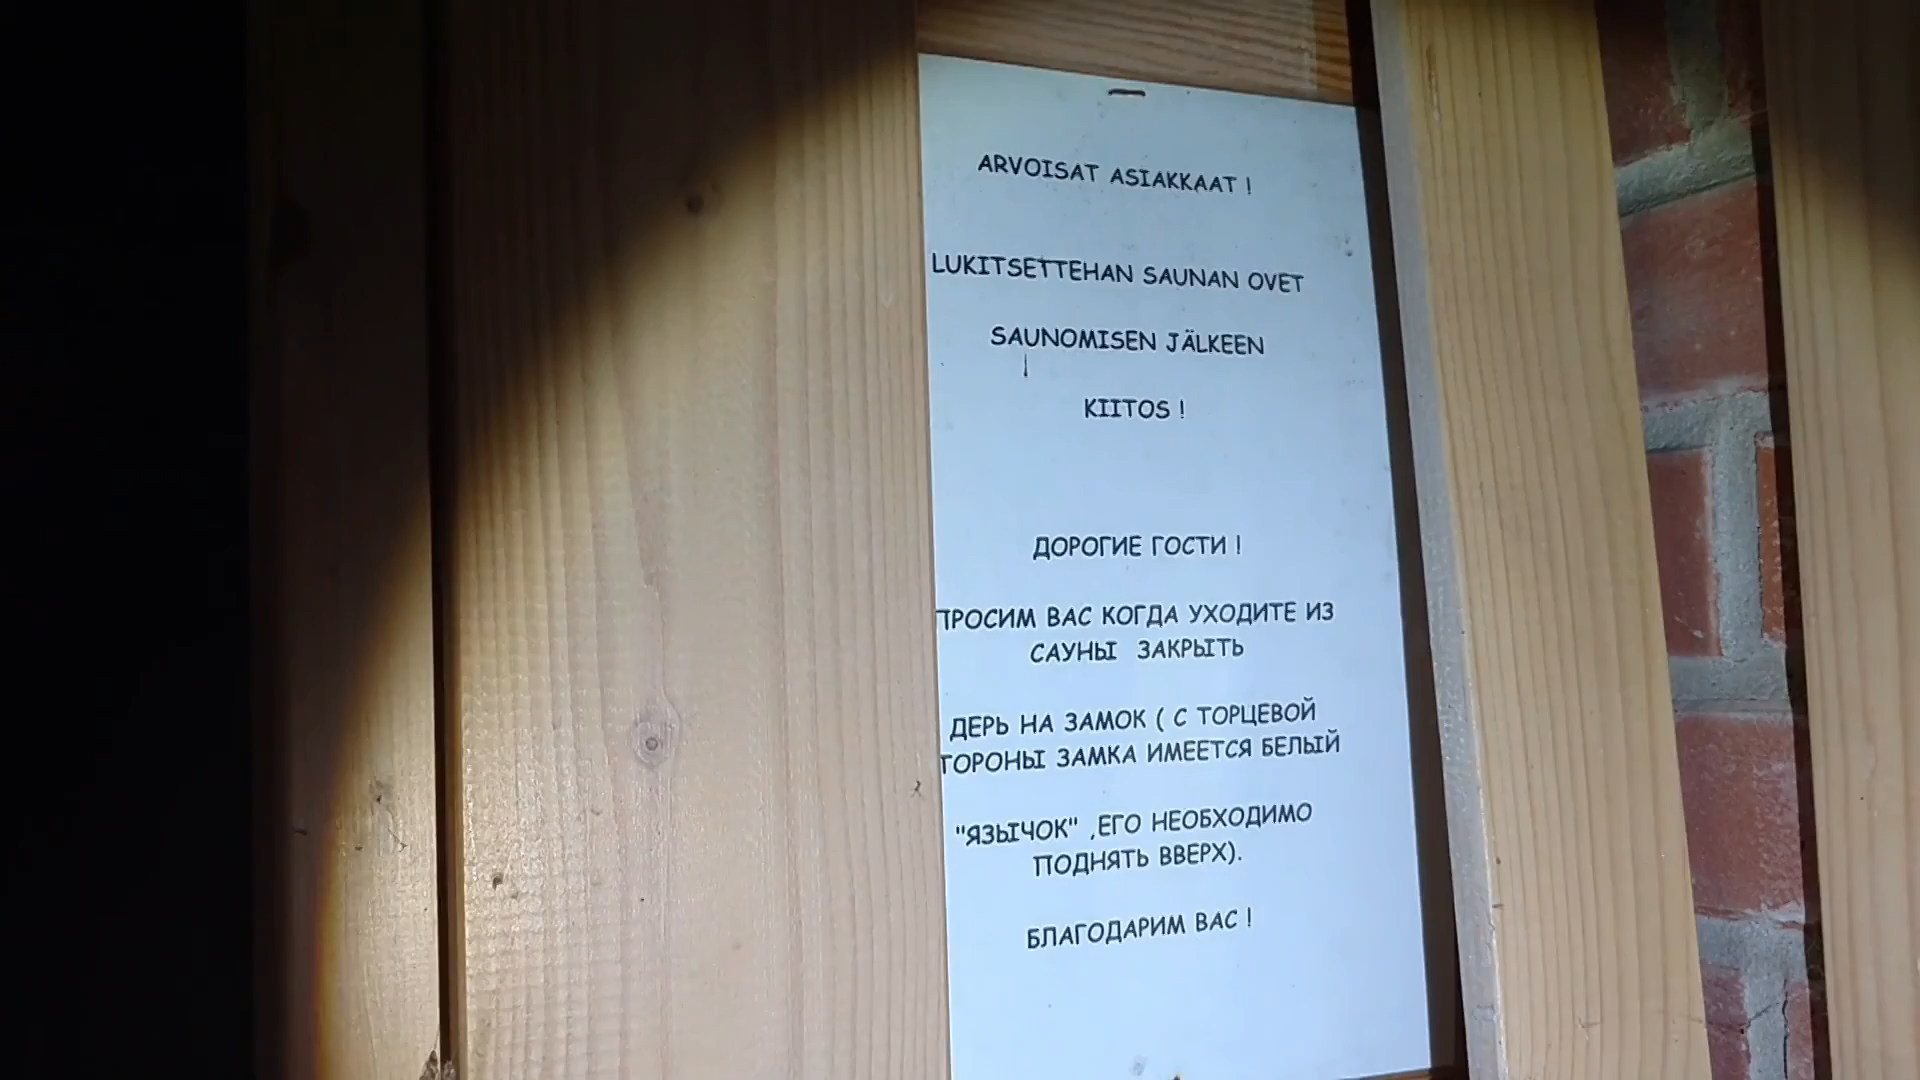 ARVOISAT ASIAKKAAT !
LUKITSETTEHAN SAUNAN OVET
SAUNOMISEN JÄLKEEN
KIITOS !
ДОРОГИЕ ГОСТИ !
ПРОСИМ ВАС КОГДА УХОДИТЕ ИЗ
САУНЫ ЗАКРЫТЬ
ДЕРЬ НА ЗАМОК ( С ТОРЦЕВОЙ
ТОРОНЫ ЗАМКА ИМЕЕТСЯ БЕЛЫЙ
"ЯЗЫЧОК" ,ЕГО НЕОБХОДИМО
ПОДНЯТЬ ВВЕРХ).
БЛАГОДАРИМ ВАС !